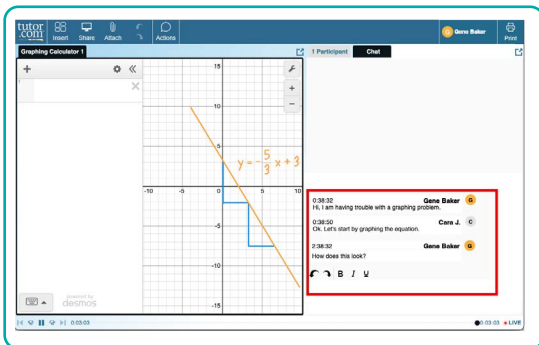 tutor
.com
Insert Share Attach Actions
G Gene Baker
Print
Graphing Calculator 1
1 Participent Chat
1
15
10
5
-10 -5 0 5 10
-5
-10
-15
y = -5/3 x + 3
powered by
desmos
0:38:32 Gene Baker G
Hi, I am having trouble with a graphing problem.
0:38:50 Cara J. C
Ok. Let's start by graphing the equation.
2:38:32 Gene Baker G
How does this look?
B I U
0:03:03
0:03:03 LIVE